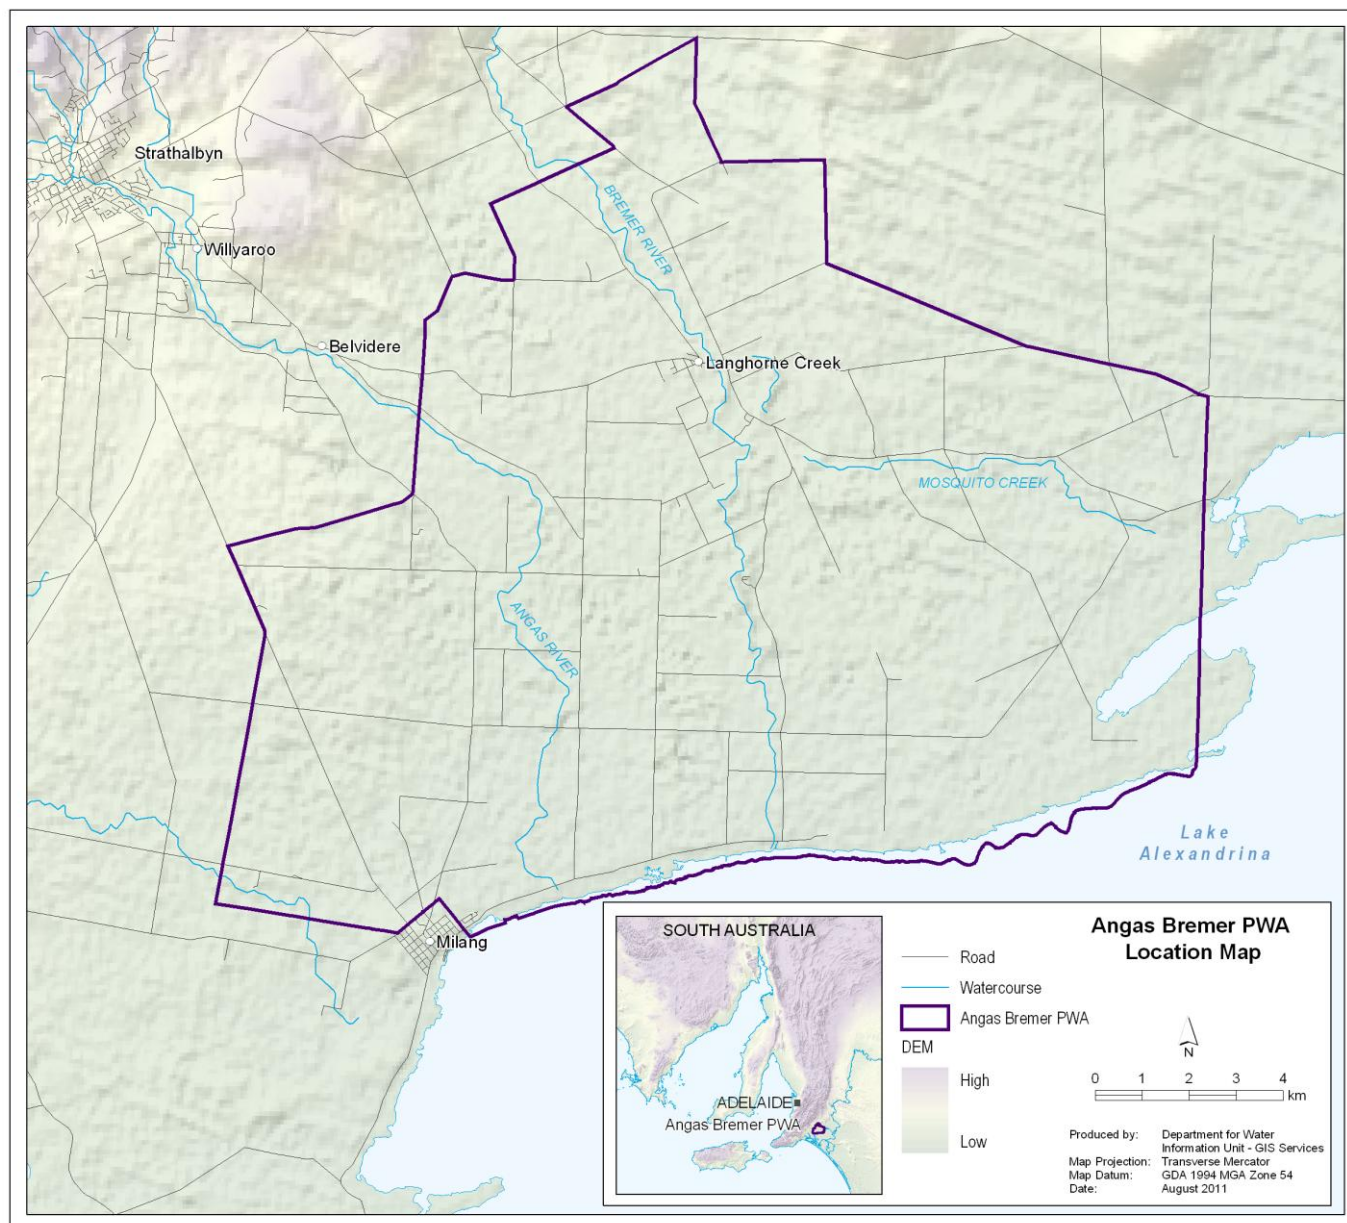 Strathalbyn
BREMER RIVER
Willyaroo
Belvidere
Langhorne Creek
MOSQUITO CREEK
ANGAS RIVER
Lake
Alexandrina
Milang
SOUTH AUSTRALIA
ADELAIDE
Angas Bremer PWA
Road
Watercourse
Angas Bremer PWA
DEM
High
Low
Angas Bremer PWA
Location Map
N
0 1 2 3 4
km
Produced by: Department for Water
Information Unit - GIS Services
Map Projection: Transverse Mercator
Map Datum: GDA 1994 MGA Zone 54
Date: August 2011